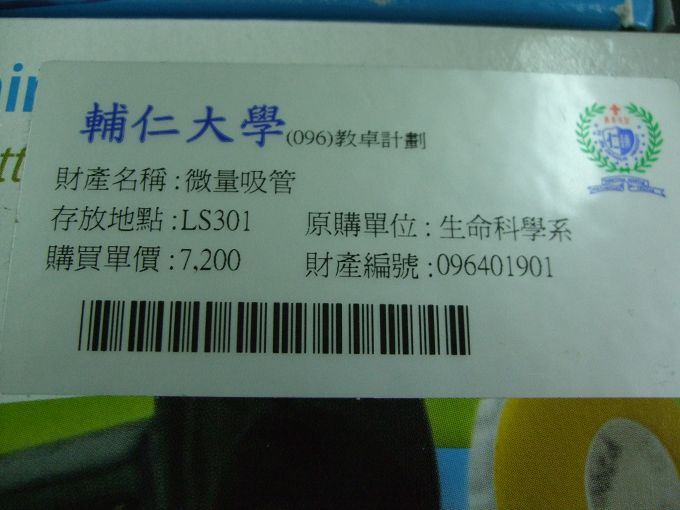 輔仁大學(096)教卓計劃
財產名稱:微量吸管
存放地點:LS301 原購單位:生命科學系
購買單價:7,200 財產編號:096401901